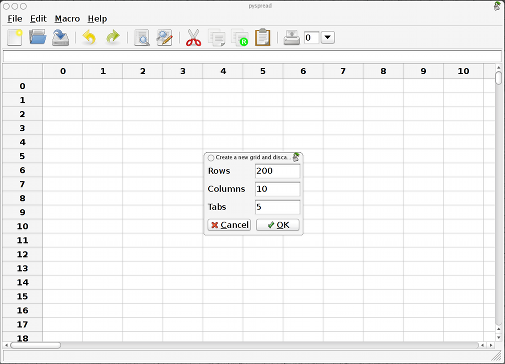 pyspread
File Edit Macro Help
0
0 1 2 3 4 5 6 7 8 9 10
0
1
2
3
4
5
Create a new grid and disca...
6
Rows 200
7
Columns 10
8
9
Tabs 5
10
Cancel OK
11
12
13
14
15
16
17
18